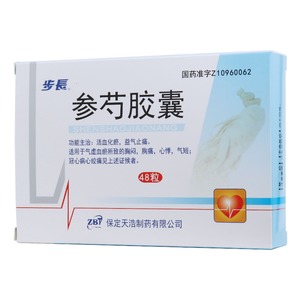 国药准字Z10960062
步長
参芍胶囊
SHENSHAOJIAONANG
功能主治：活血化瘀，益气止痛。
适用于气虚血瘀所致的胸闷，胸痛，心悸，气短；
冠心病心绞痛见上述证候者。
48粒
ZBT
保定天浩制药有限公司